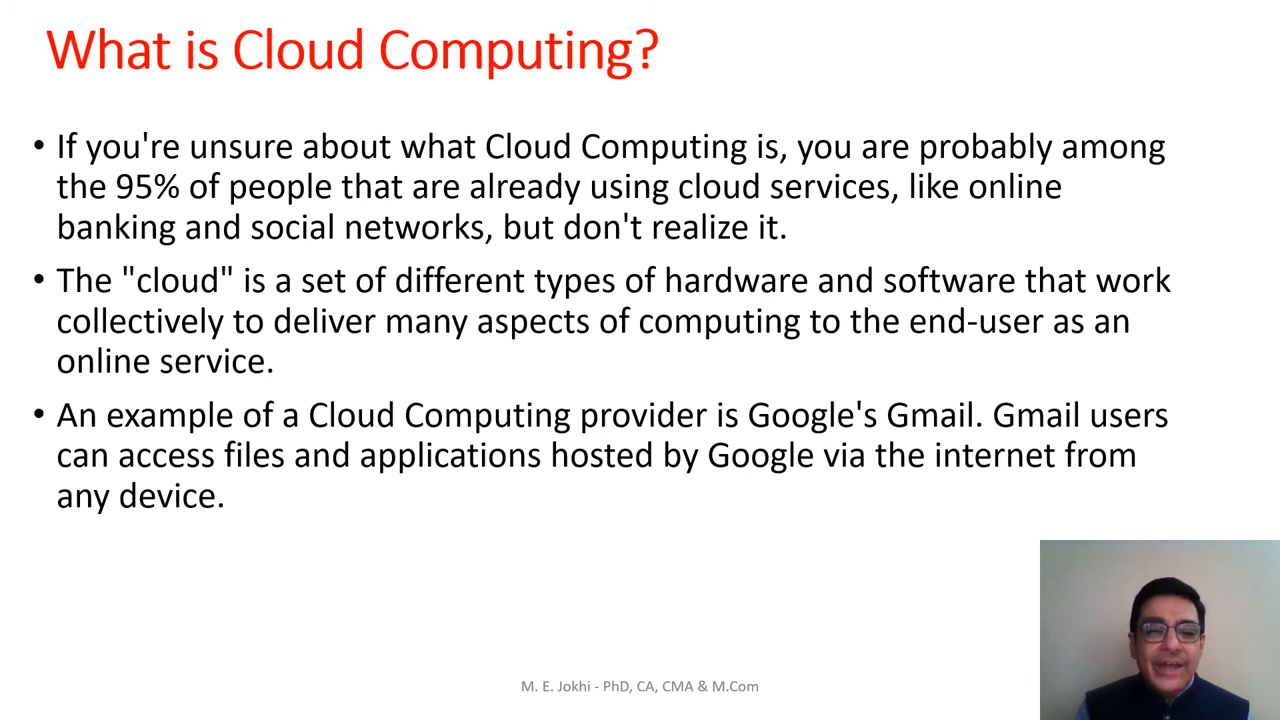 What is Cloud Computing?
• If you're unsure about what Cloud Computing is, you are probably among
the 95% of people that are already using cloud services, like online
banking and social networks, but don't realize it.
• The "cloud" is a set of different types of hardware and software that work
collectively to deliver many aspects of computing to the end-user as an
online service.
• An example of a Cloud Computing provider is Google's Gmail. Gmail users
can access files and applications hosted by Google via the internet from
any device.
M. E. Jokhi - PhD, CA, CMA & M.Com